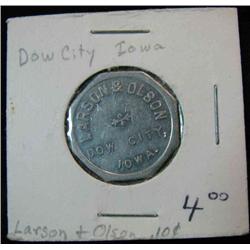 Dow City Iowa
LARSON & OLSON
DOW CITY,
IOWA.
4.00
Larson + Olson 10¢